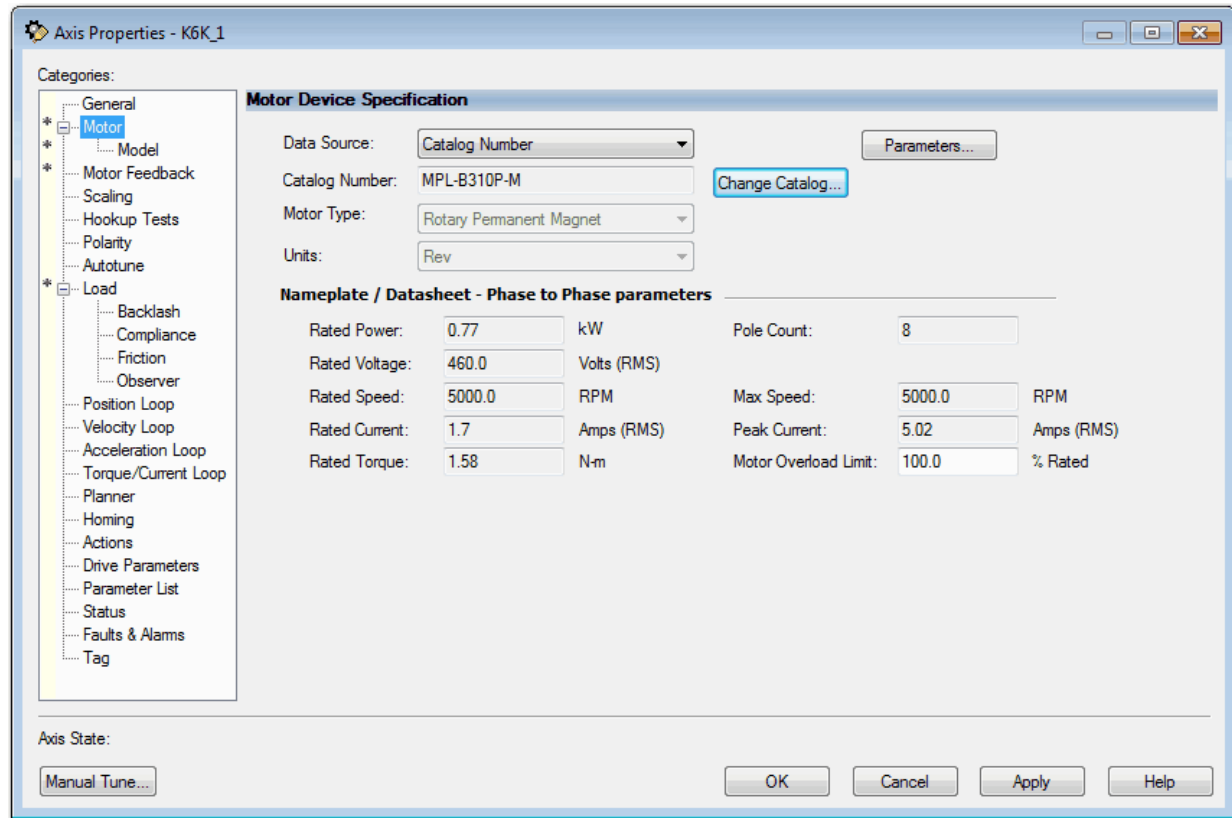 Axis Properties - K6K_1
Categories:
General
* Motor
* Model
* Motor Feedback
Scaling
Hookup Tests
Polarity
Autotune
* Load
Backlash
Compliance
Friction
Observer
Position Loop
Velocity Loop
Acceleration Loop
Torque/Current Loop
Planner
Homing
Actions
Drive Parameters
Parameter List
Status
Faults & Alarms
Tag
Motor Device Specification
Data Source: Catalog Number Parameters...
Catalog Number: MPL-B310P-M Change Catalog...
Motor Type: Rotary Permanent Magnet
Units: Rev
Nameplate / Datasheet - Phase to Phase parameters
Rated Power: 0.77 kW Pole Count: 8
Rated Voltage: 460.0 Volts (RMS)
Rated Speed: 5000.0 RPM Max Speed: 5000.0 RPM
Rated Current: 1.7 Amps (RMS) Peak Current: 5.02 Amps (RMS)
Rated Torque: 1.58 N-m Motor Overload Limit: 100.0 % Rated
Axis State:
Manual Tune... OK Cancel Apply Help